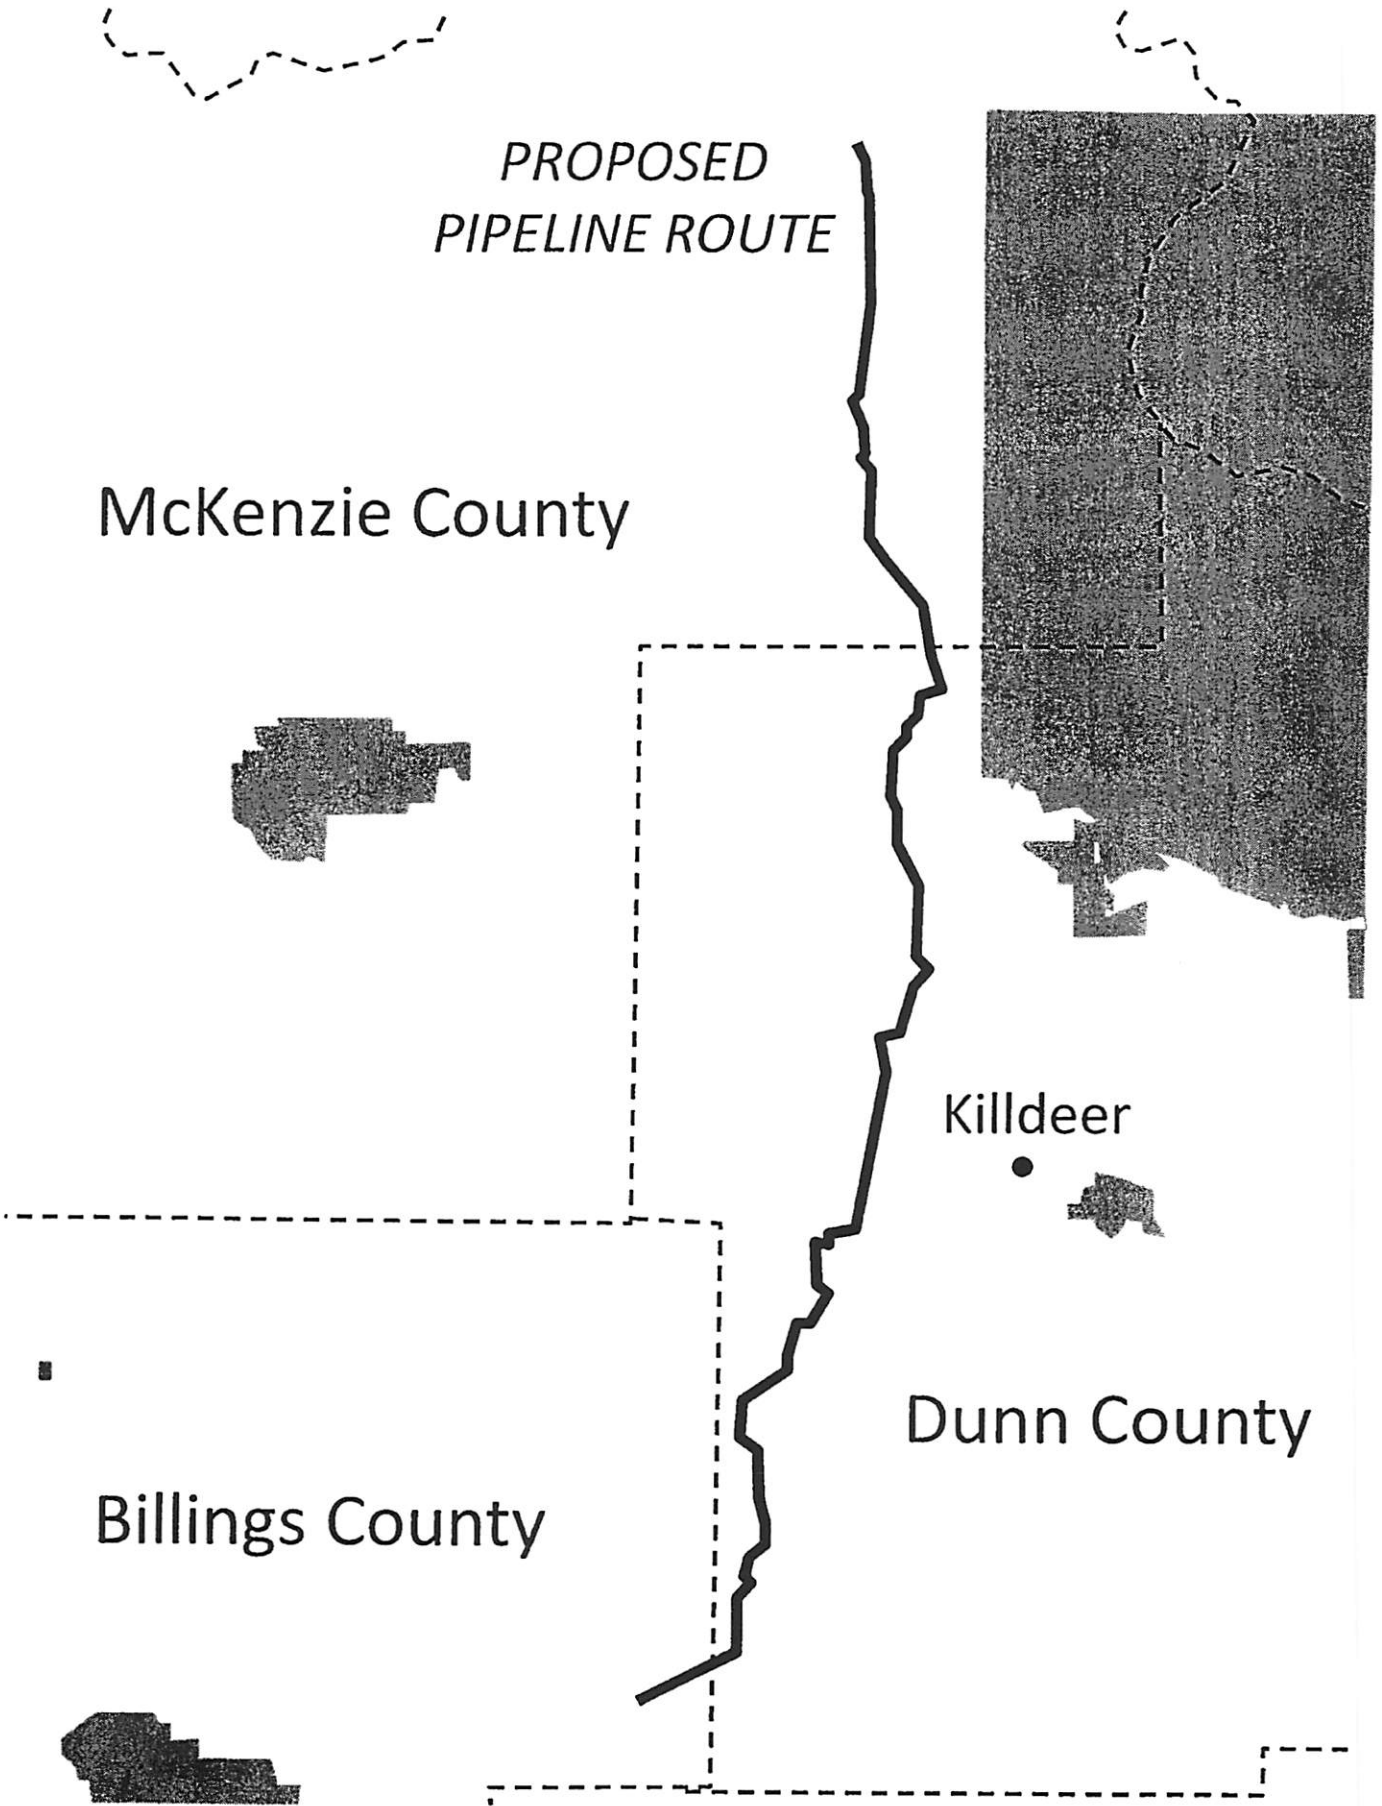 PROPOSED
PIPELINE ROUTE
McKenzie County
Killdeer
Dunn County
Billings County